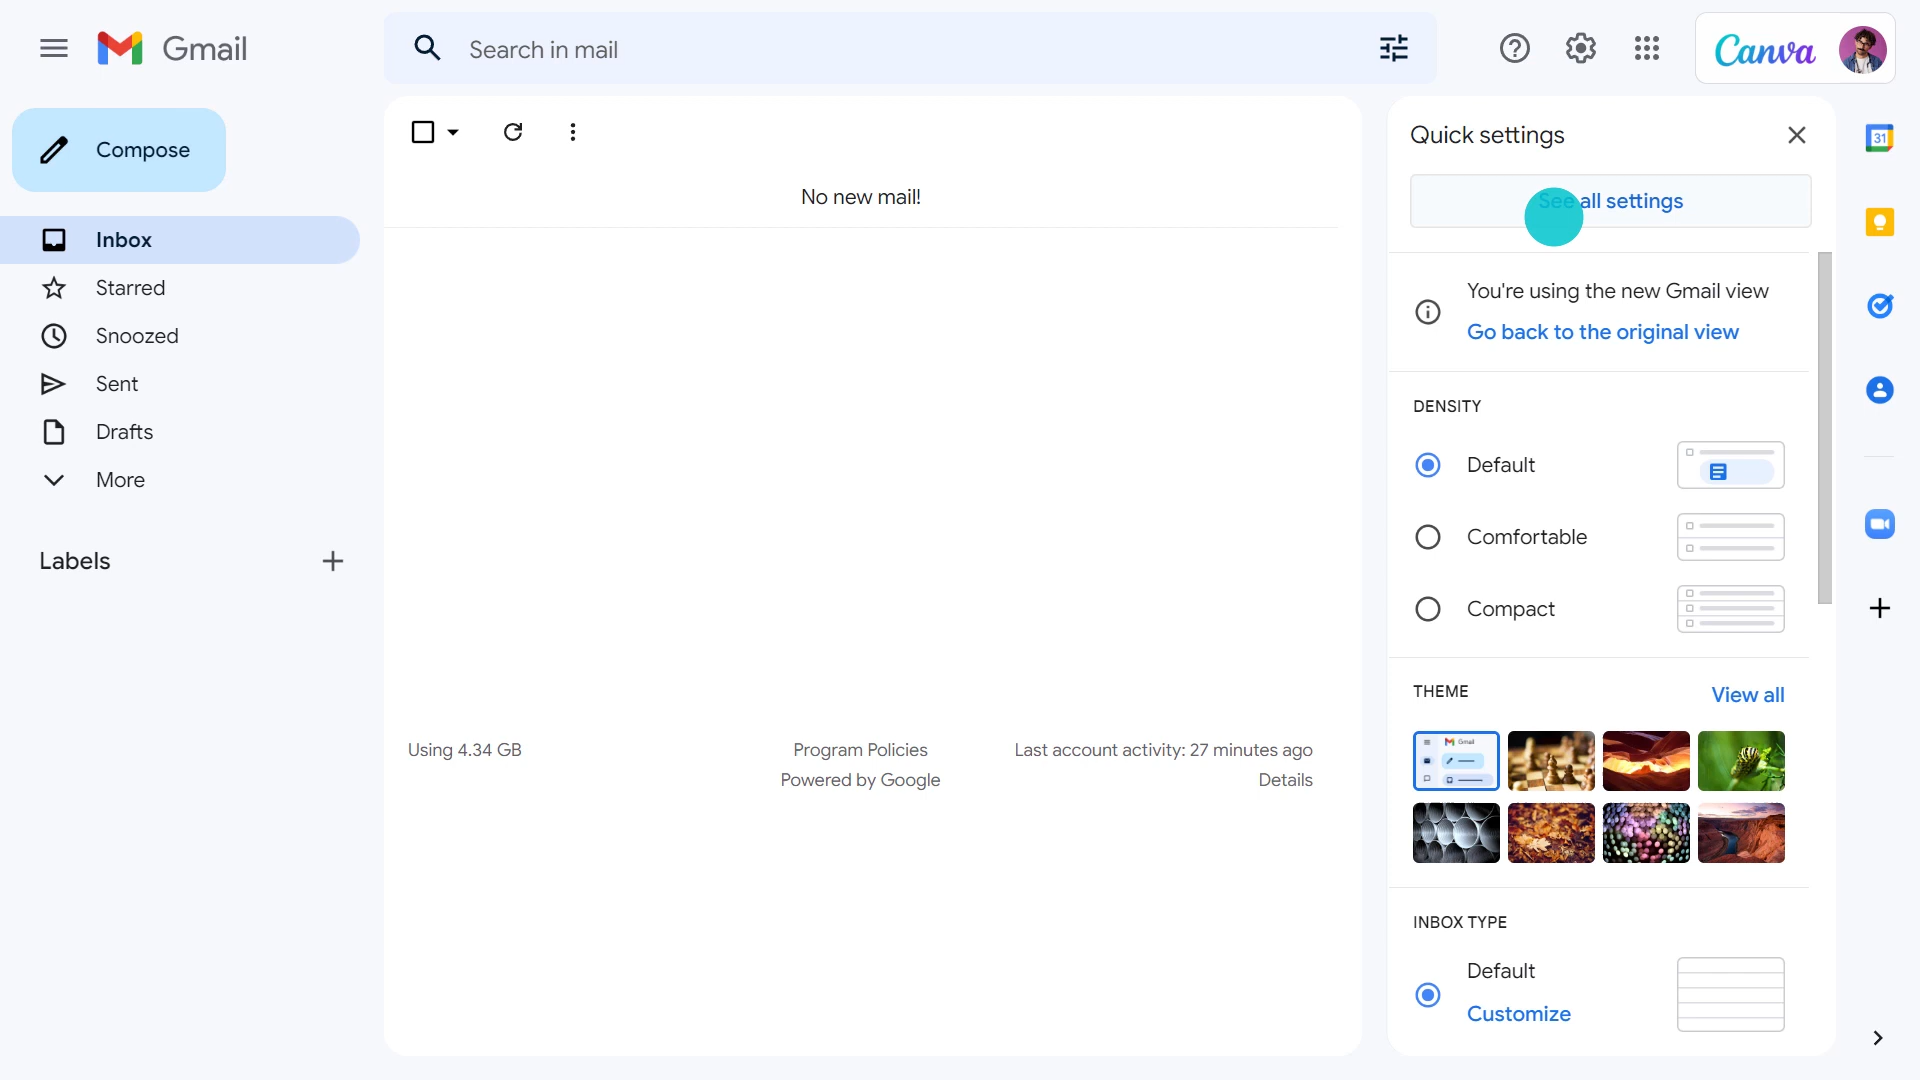 Gmail
Search in mail
Canva
Compose
Inbox
Starred
Snoozed
Sent
Drafts
More
Labels
No new mail!
Using 4.34 GB
Program Policies
Powered by Google
Last account activity: 27 minutes ago
Details
Quick settings
See all settings
You're using the new Gmail view
Go back to the original view
DENSITY
Default
Comfortable
Compact
THEME
View all
Gmail
INBOX TYPE
Default
Customize
31